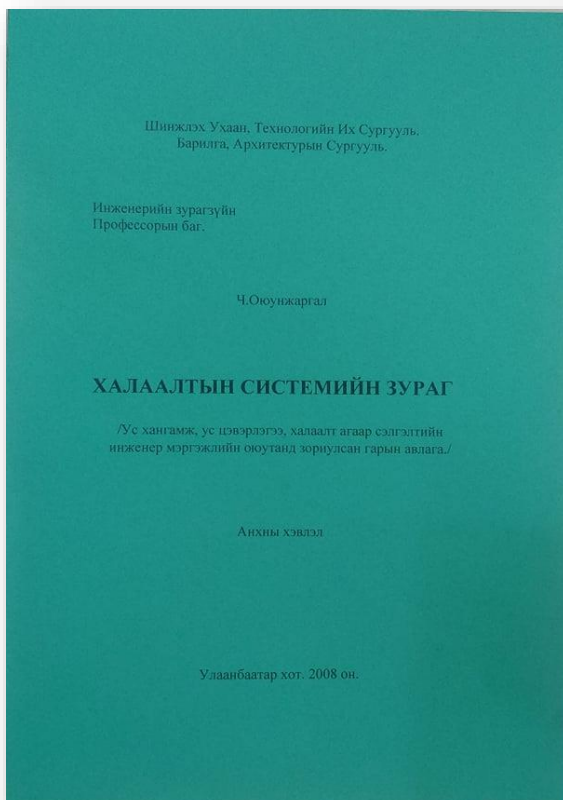 Шинжлэх Ухаан, Технологийн Их Сургууль.
Барилга, Архитектурын Сургууль.
Инженерийн зурагзүйн
Профессорын баг.
Ч.Оюунжаргал
ХАЛААЛТЫН СИСТЕМИЙН ЗУРАГ
/Ус хангамж, ус цэвэрлэгээ, халаалт агаар сэлгэлтийн
инженер мэргэжлийн оюутанд зориулсан гарын авлага./
Анхны хэвлэл
Улаанбаатар хот. 2008 он.